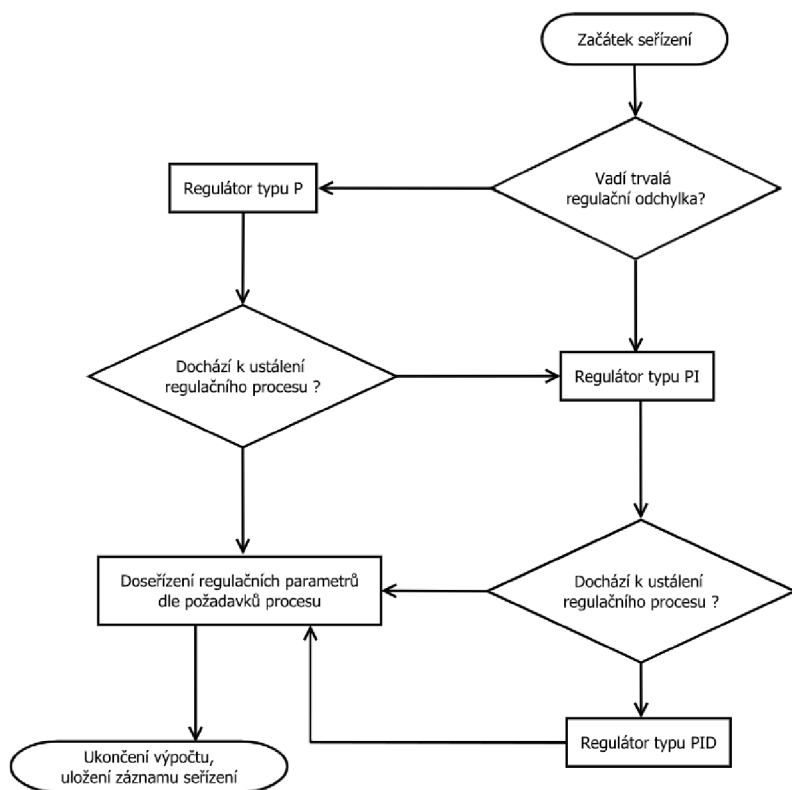 Začátek seřízení
Vadí trvalá
regulační odchylka?
Regulátor typu P
Dochází k ustálení
regulačního procesu ?
Regulátor typu PI
Doseřízení regulačních parametrů
dle požadavků procesu
Dochází k ustálení
regulačního procesu ?
Regulátor typu PID
Ukončení výpočtu,
uložení záznamu seřízení